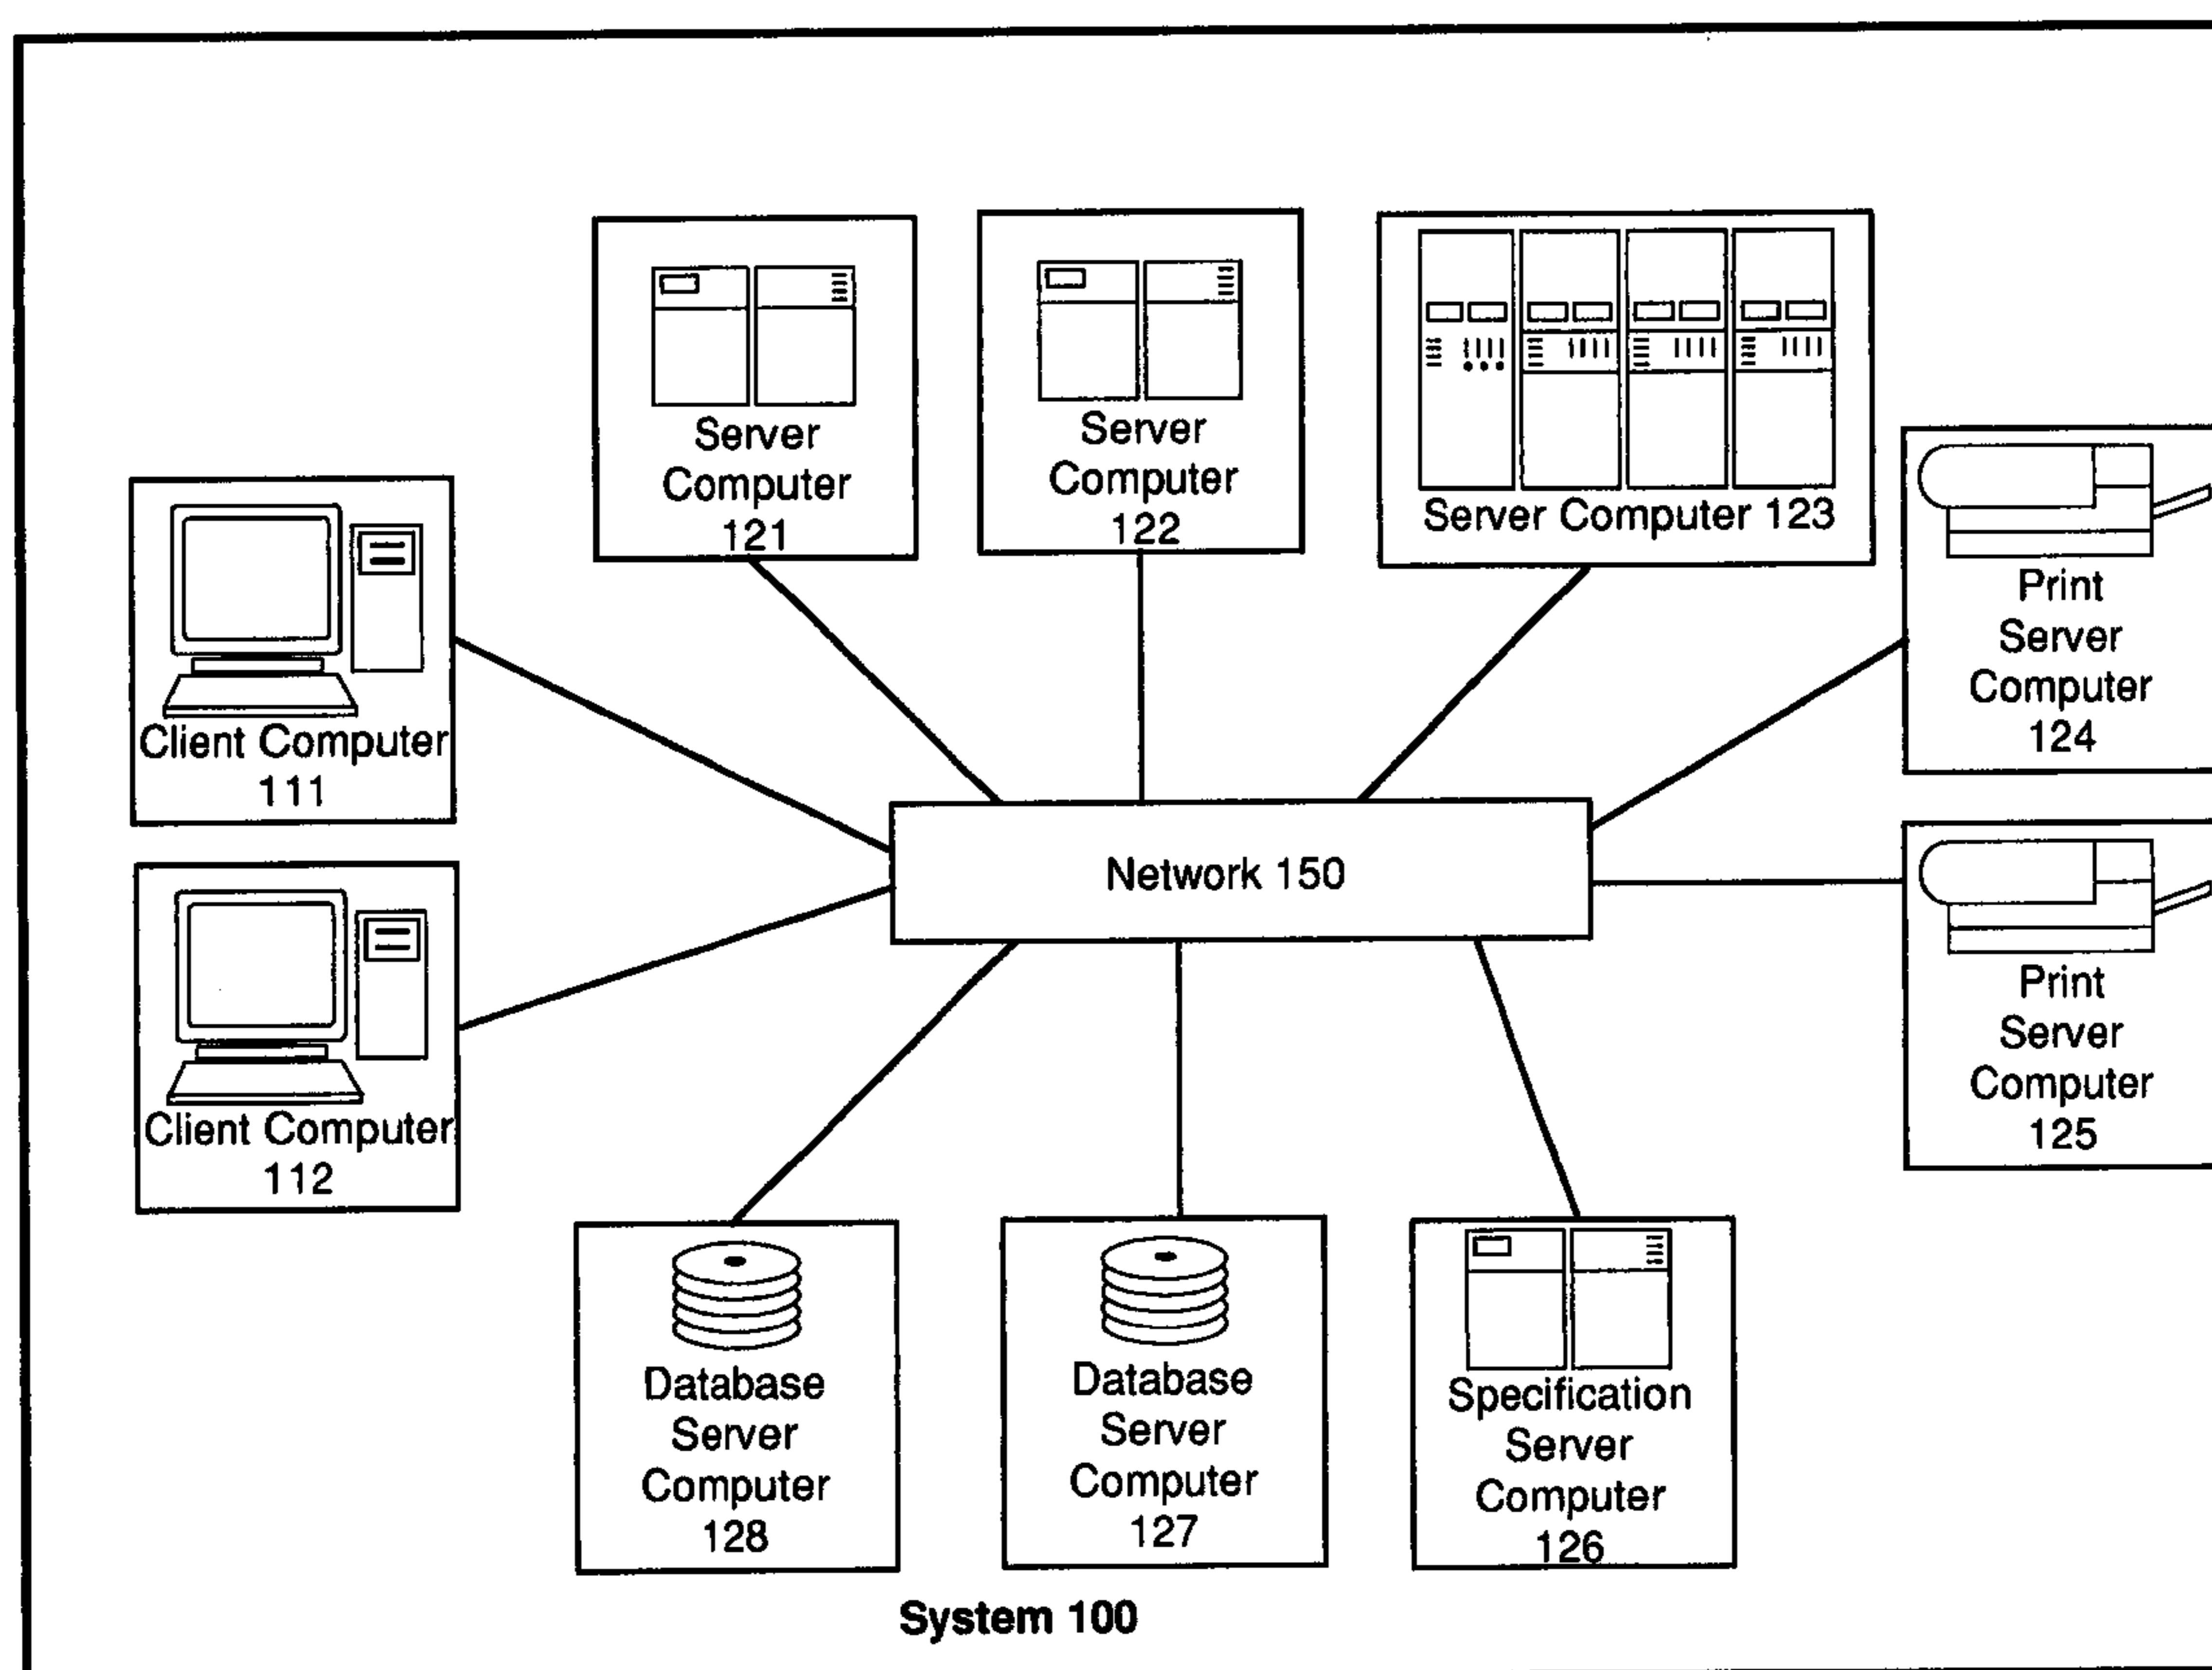 Server
Computer
121
Server
Computer
122
Server Computer 123
Client Computer
111
Print
Server
Computer
124
Network 150
Client Computer
112
Print
Server
Computer
125
Database
Server
Computer
128
Database
Server
Computer
127
Specification
Server
Computer
126
System 100